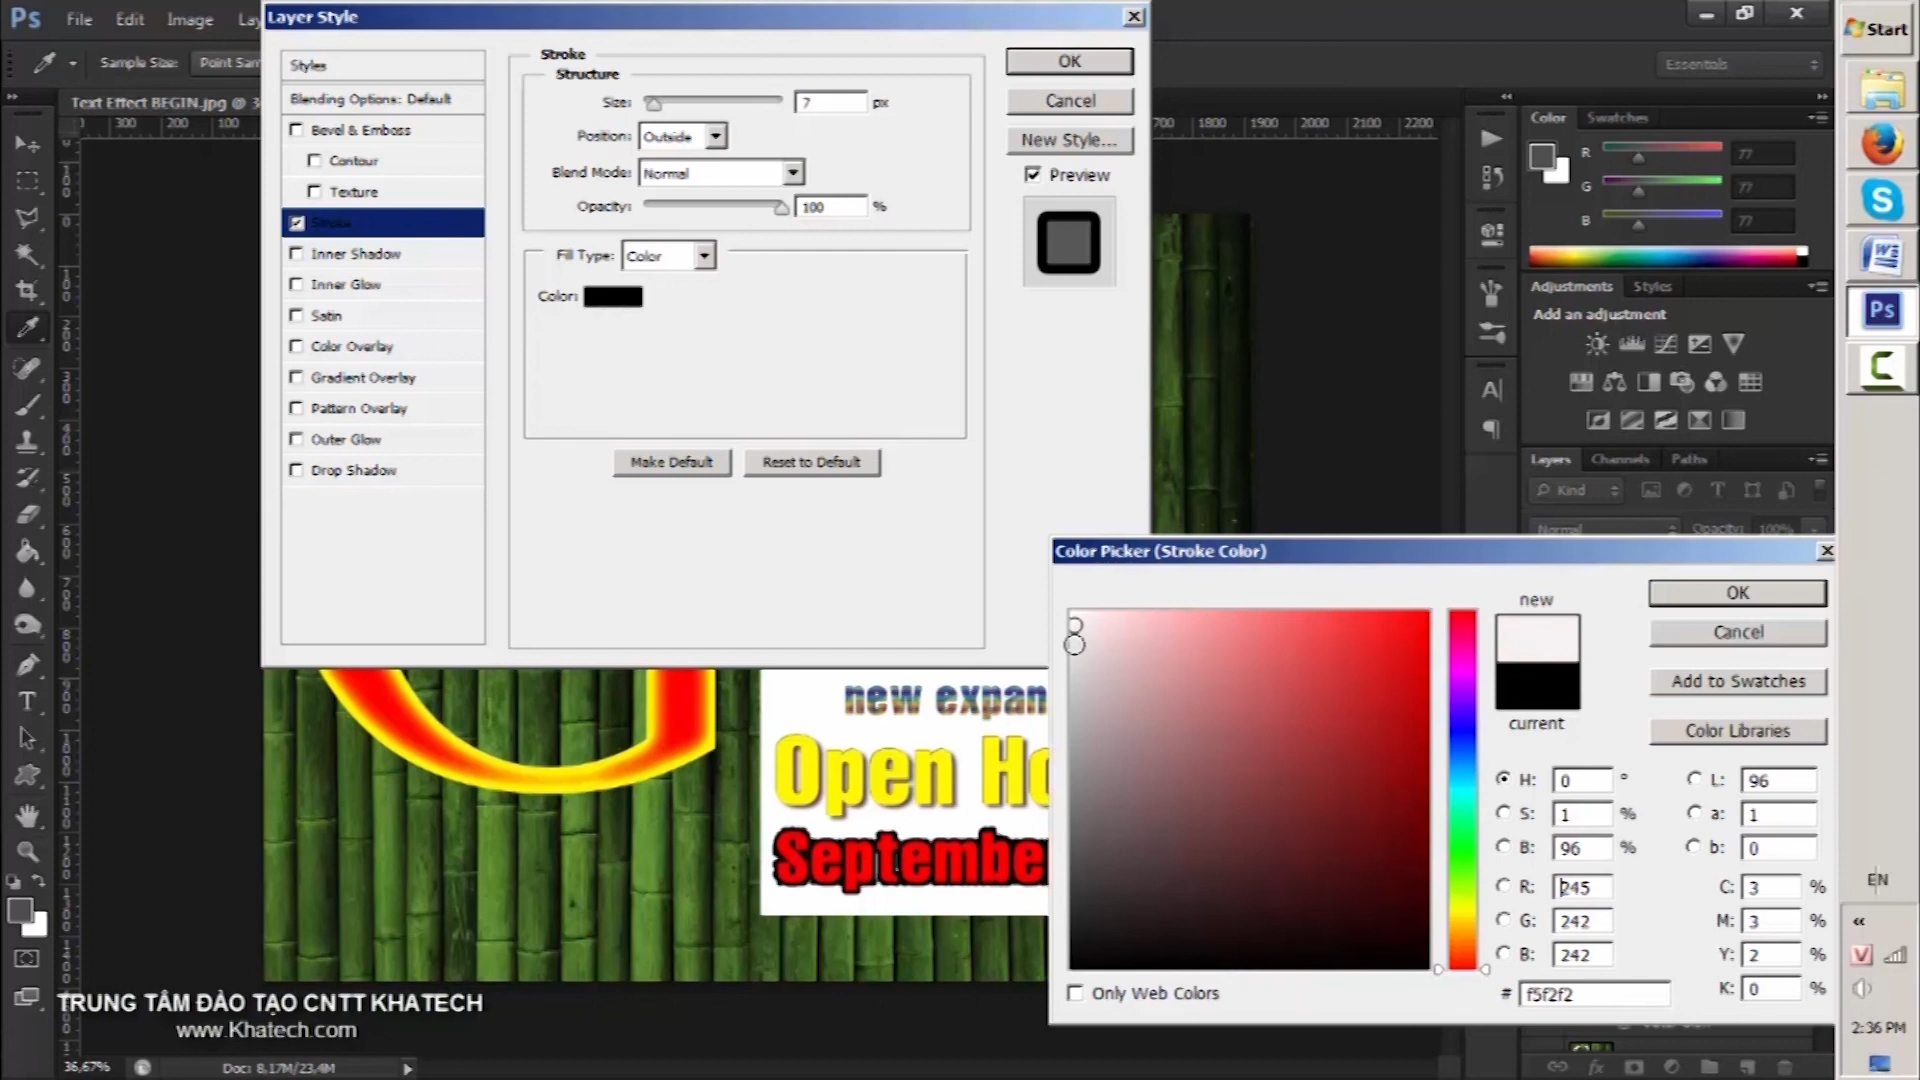 Ps File Edit Image
Layer Style
Start
Sample Size: Point Sam
Essentials
Text Effect BEGIN.jpg @
300 200 100
1800 1900 2000 2100 2200
Styles
Blending Options: Default
Bevel & Emboss
Contour
Texture
Stroke
Inner Shadow
Inner Glow
Satin
Color Overlay
Gradient Overlay
Pattern Overlay
Outer Glow
Drop Shadow
Stroke
Structure
Size: 7 px
Position: Outside
Blend Mode: Normal
Opacity: 100 %
Fill Type: Color
Color:
Make Default Reset to Default
OK
Cancel
New Style...
Preview
Color Swatches
R 77
G 77
B 77
Adjustments Styles
Add an adjustment
Layers Channels Paths
Kind
Normal Opacity: 100%
Color Picker (Stroke Color)
new
current
OK
Cancel
Add to Swatches
Color Libraries
H: 0 °
S: 1 %
B: 96 %
R: 245
G: 242
B: 242
# f5f2f2
L: 96
a: 1
b: 0
C: 3 %
M: 3 %
Y: 2 %
K: 0 %
Only Web Colors
new expan
Open Ho
Septembe
TRUNG TÂM ĐÀO TẠO CNTT KHATECH
www.Khatech.com
36,67% Doc: 8,17M/23,4M
EN
2:36 PM